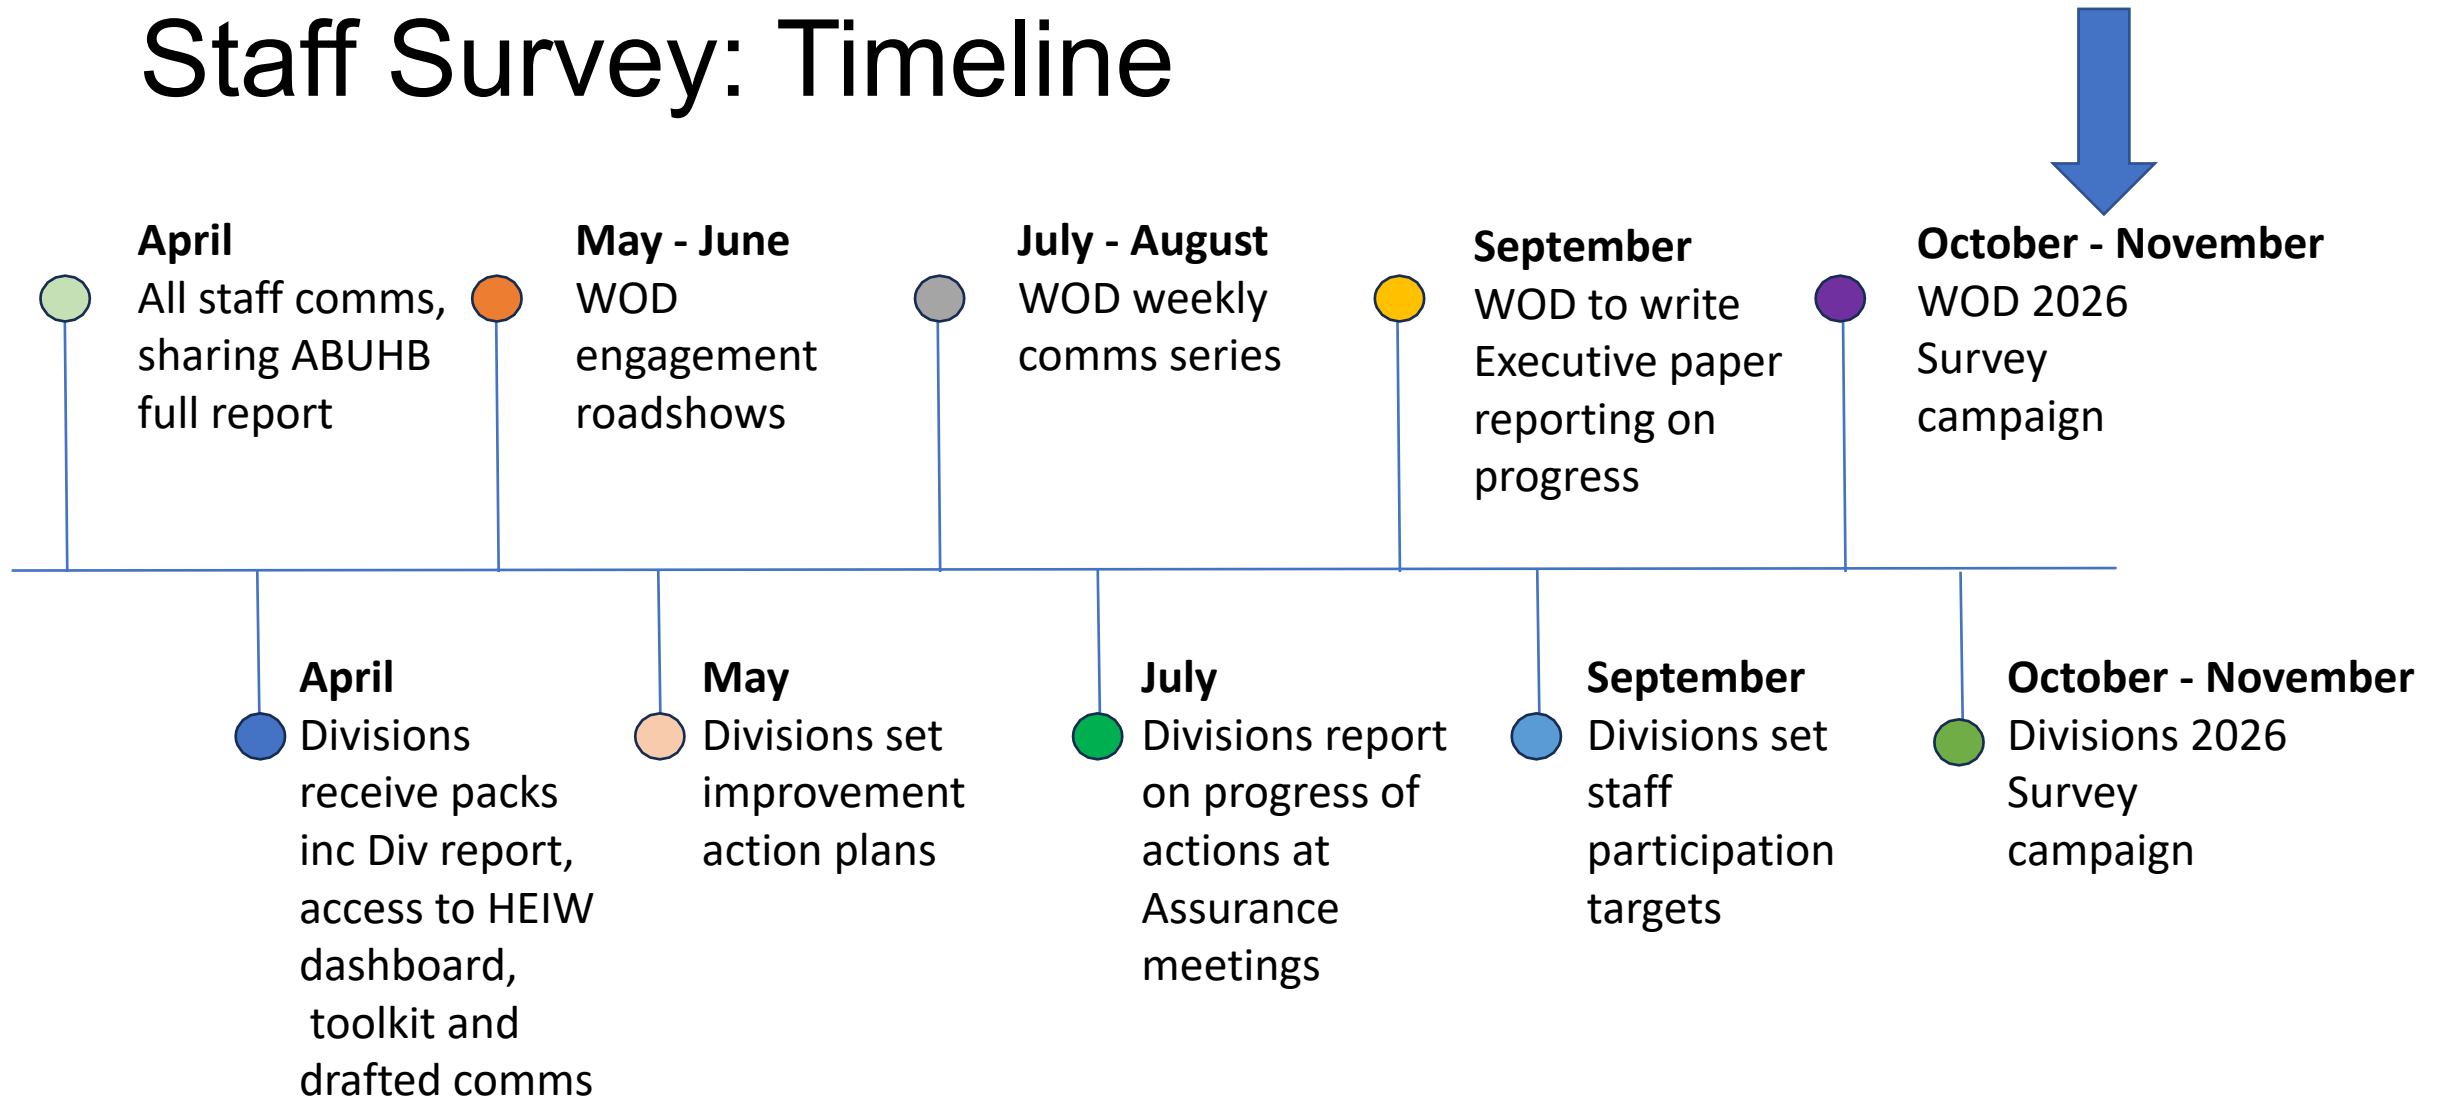 Staff Survey: Timeline
April
All staff comms,
sharing ABUHB
full report
May - June
WOD
engagement
roadshows
July - August
WOD weekly
comms series
September
WOD to write
Executive paper
reporting on
progress
October - November
WOD 2026
Survey
campaign
April
Divisions
receive packs
inc Div report,
access to HEIW
dashboard,
toolkit and
drafted comms
May
Divisions set
improvement
action plans
July
Divisions report
on progress of
actions at
Assurance
meetings
September
Divisions set
staff
participation
targets
October - November
Divisions 2026
Survey
campaign